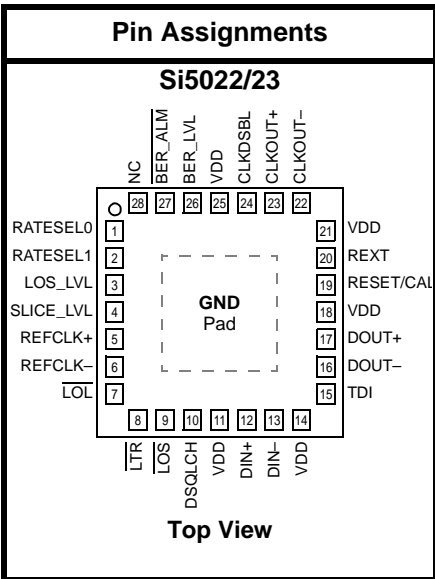 Pin Assignments
Si5022/23
NC
BER_ALM
BER_LVL
VDD
CLKDSBL
CLKOUT+
CLKOUT–
28 27 26 25 24 23 22
RATESEL0 1
RATESEL1 2
LOS_LVL 3
SLICE_LVL 4
REFCLK+ 5
REFCLK– 6
LOL 7
GND
Pad
21 VDD
20 REXT
19 RESET/CAL
18 VDD
17 DOUT+
16 DOUT–
15 TDI
8 9 10 11 12 13 14
LTR
LOS
DSQLCH
VDD
DIN+
DIN–
VDD
Top View